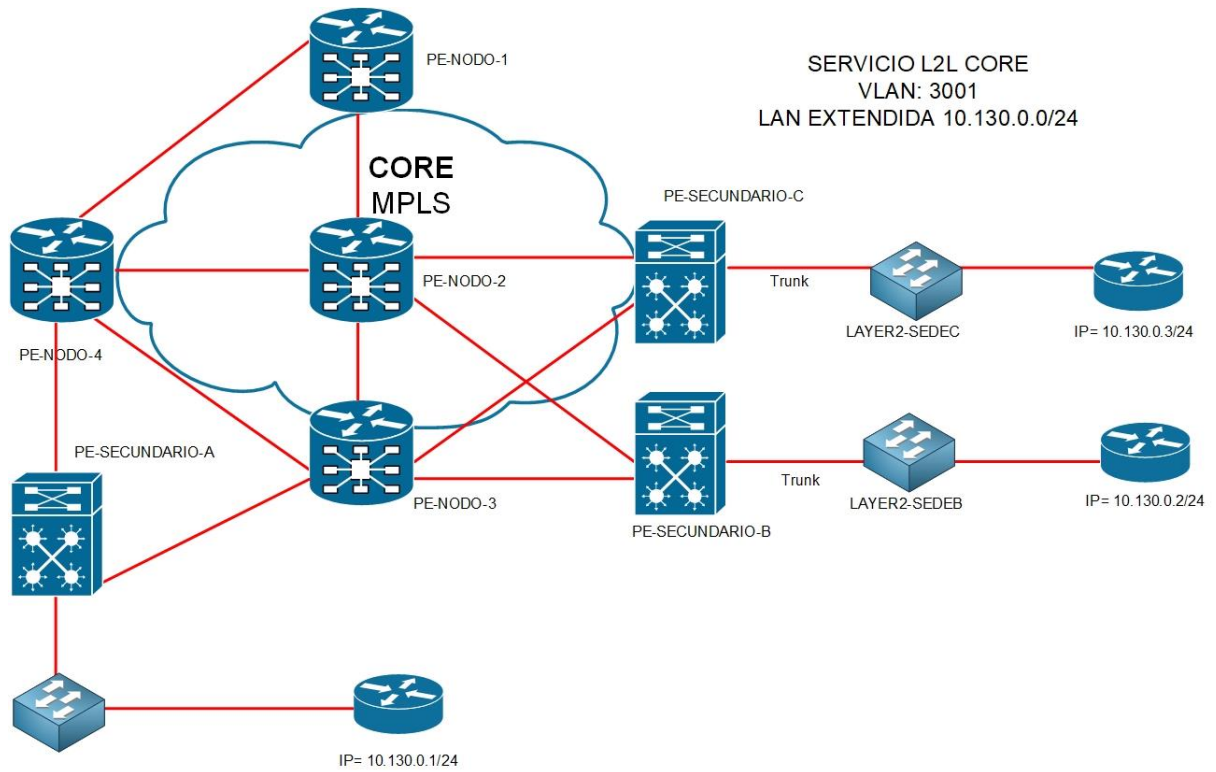 PE-NODO-1
SERVICIO L2L CORE
VLAN: 3001
LAN EXTENDIDA 10.130.0.0/24
CORE
MPLS
PE-SECUNDARIO-C
PE-NODO-2
Trunk
LAYER2-SEDEC
IP= 10.130.0.3/24
PE-NODO-4
PE-SECUNDARIO-A
PE-NODO-3
Trunk
LAYER2-SEDEB
IP= 10.130.0.2/24
PE-SECUNDARIO-B
IP= 10.130.0.1/24